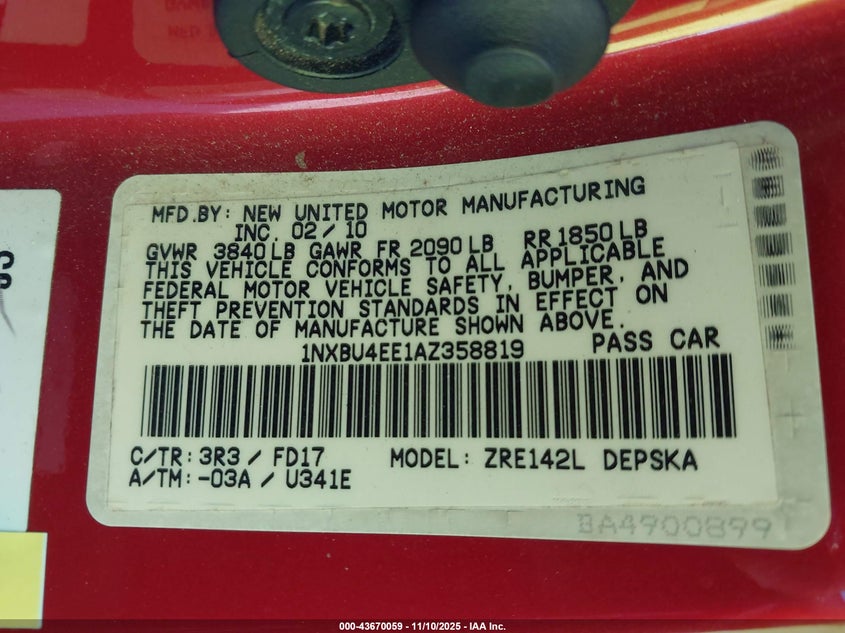 MFD.BY: NEW UNITED MOTOR MANUFACTURING
INC. 02/10
GVWR 3840LB GAWR FR 2090LB RR 1850LB
THIS VEHICLE CONFORMS TO ALL APPLICABLE
FEDERAL MOTOR VEHICLE SAFETY, BUMPER, AND
THEFT PREVENTION STANDARDS IN EFFECT ON
THE DATE OF MANUFACTURE SHOWN ABOVE.
1NXBU4EE1AZ358819 PASS CAR
C/TR: 3R3 / FD17 MODEL: ZRE142L DEPSKA
A/TM: -03A / U341E
BA4900899
000-43670059 - 11/10/2025 - IAA Inc.